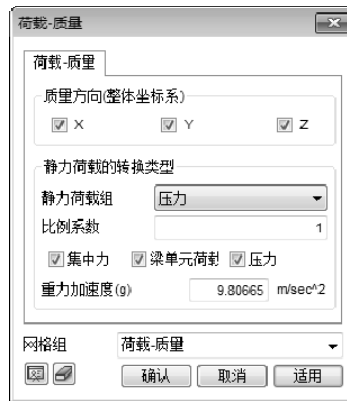 荷载-质量
荷载-质量
质量方向(整体坐标系)
X Y Z
静力荷载的转换类型
静力荷载组 压力
比例系数 1
集中力 梁单元荷载 压力
重力加速度(g) 9.80665 m/sec^2
网格组 荷载-质量
确认 取消 适用